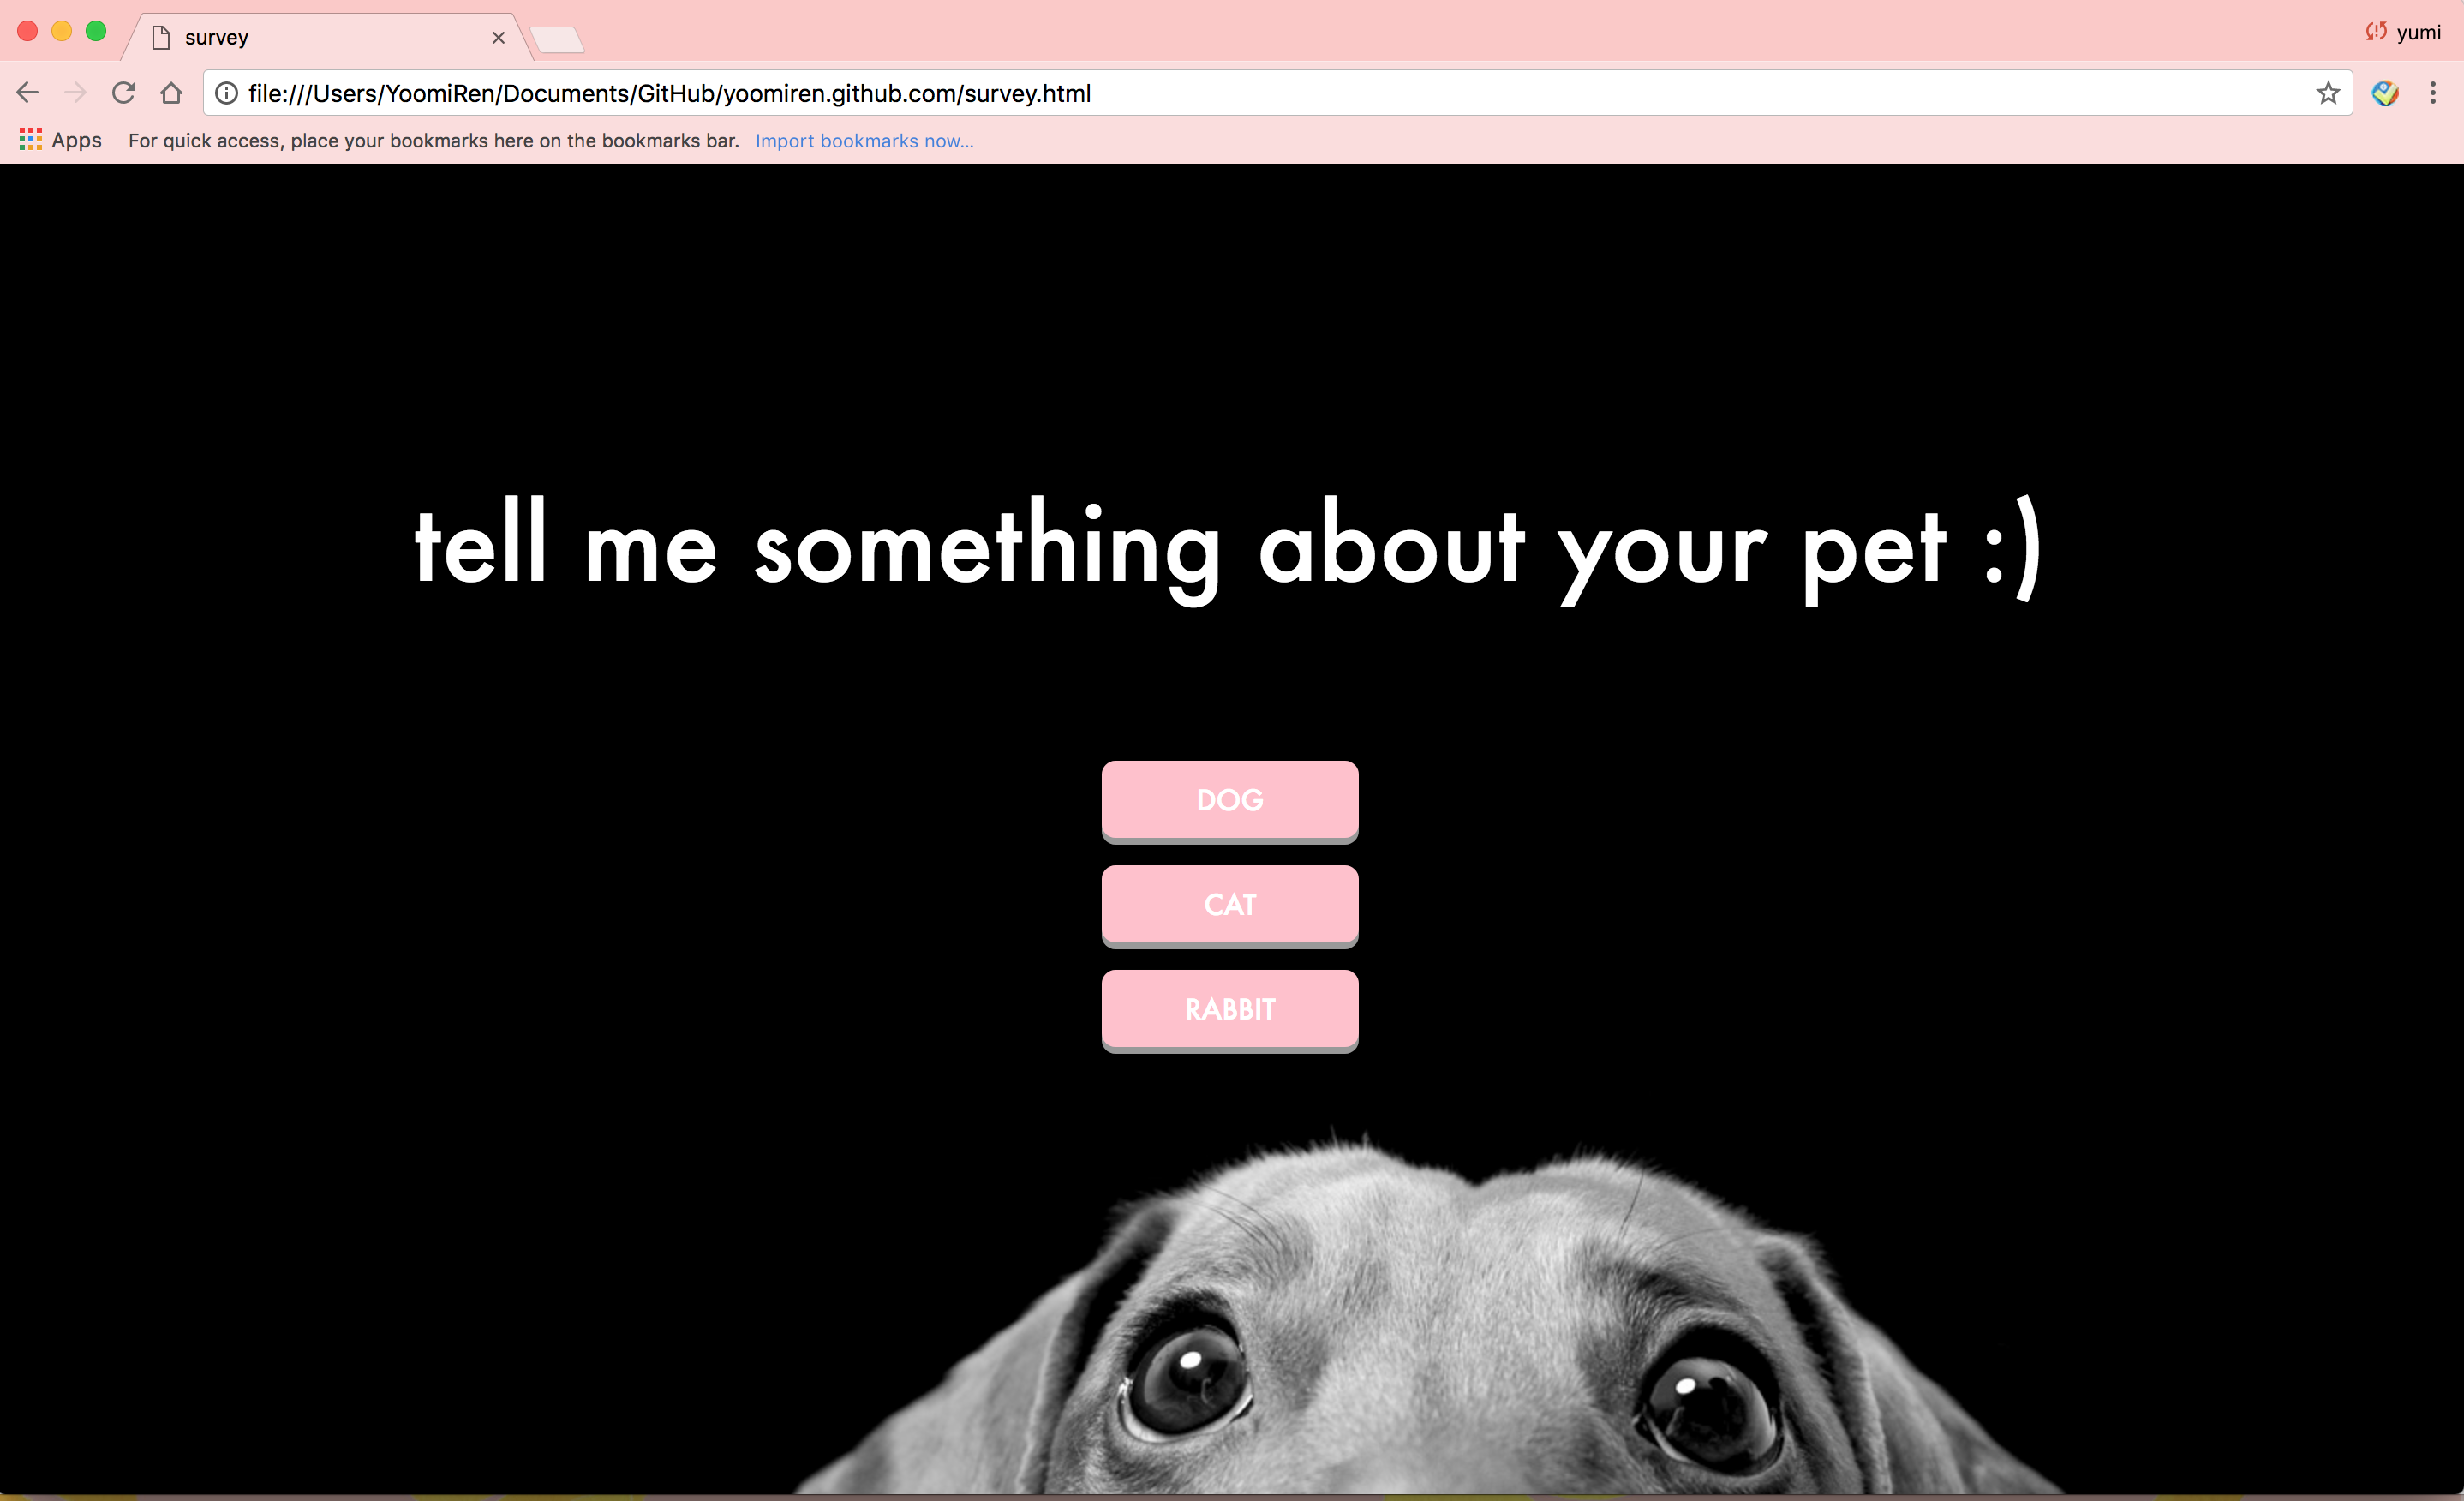 survey
yumi
file:///Users/YoomiRen/Documents/GitHub/yoomiren.github.com/survey.html
Apps For quick access, place your bookmarks here on the bookmarks bar. Import bookmarks now...
tell me something about your pet :)
DOG
CAT
RABBIT